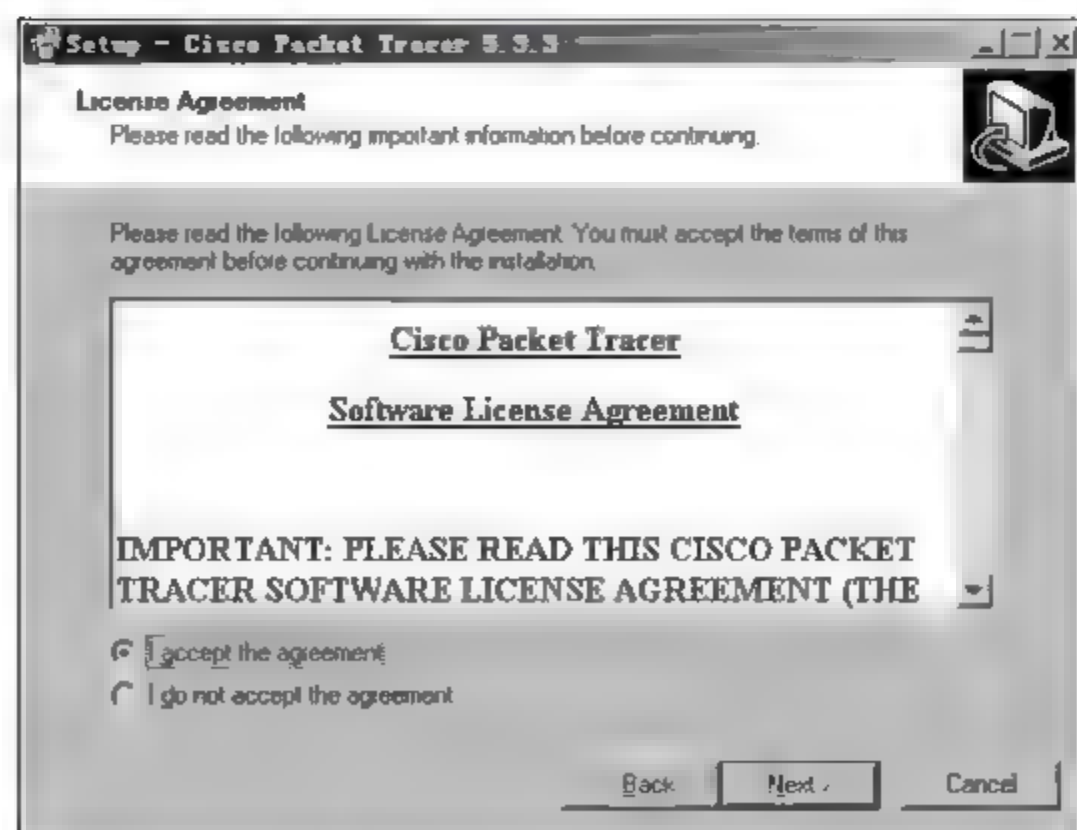 Setup - Cisco Packet Tracer 5.3.3
License Agreement
Please read the following important information before continuing.
Please read the following License Agreement. You must accept the terms of this
agreement before continuing with the installation.
Cisco Packet Tracer
Software License Agreement
IMPORTANT: PLEASE READ THIS CISCO PACKET
TRACER SOFTWARE LICENSE AGREEMENT (THE
I accept the agreement
I do not accept the agreement
Back
Next
Cancel